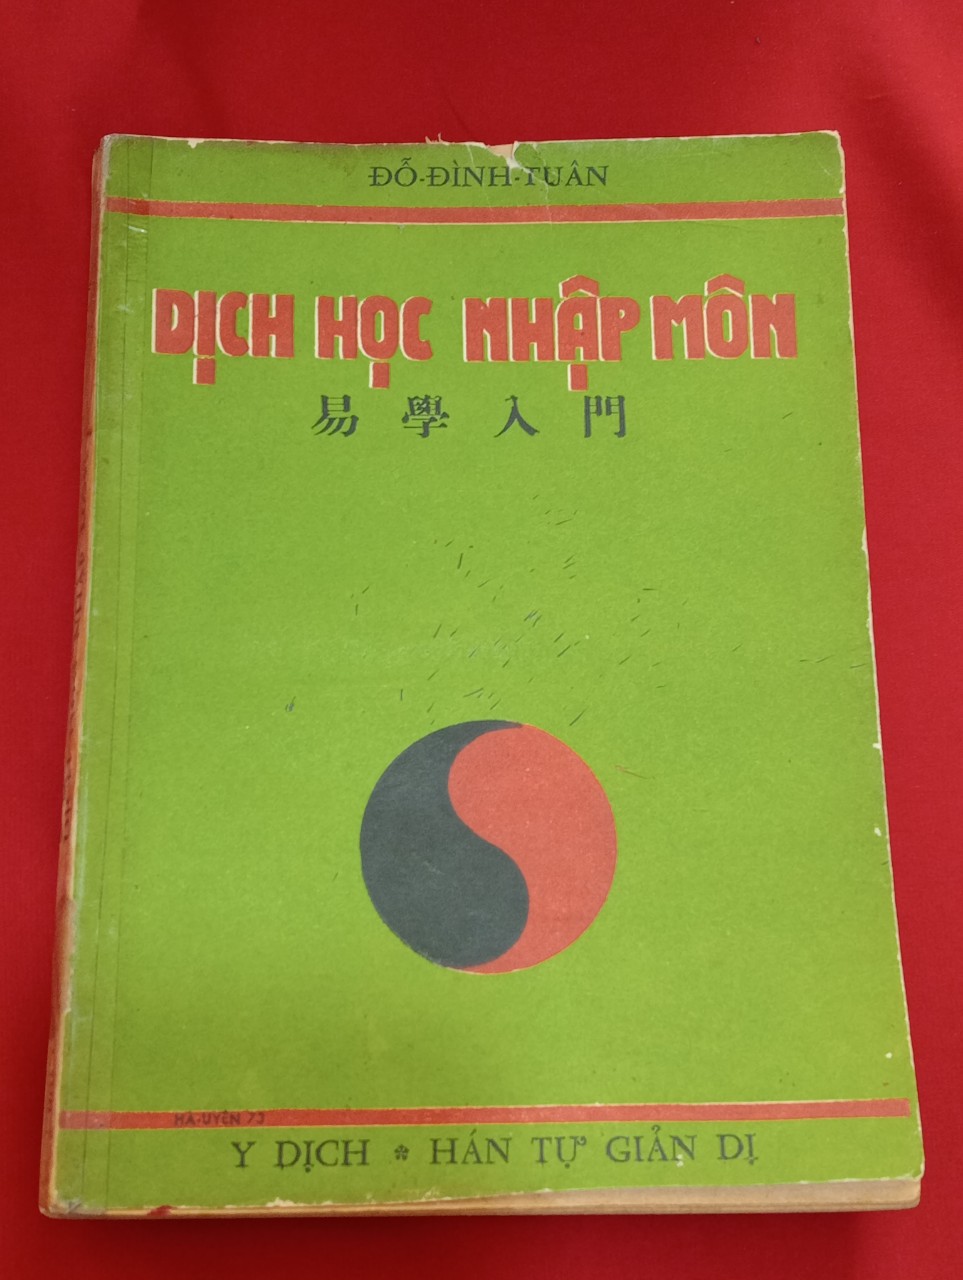 ĐỖ-ĐÌNH-TUÂN
DỊCH HỌC NHẬP MÔN
易學入門
HÀ-UYÊN 73
Y DỊCH * HÁN TỰ GIẢN DỊ